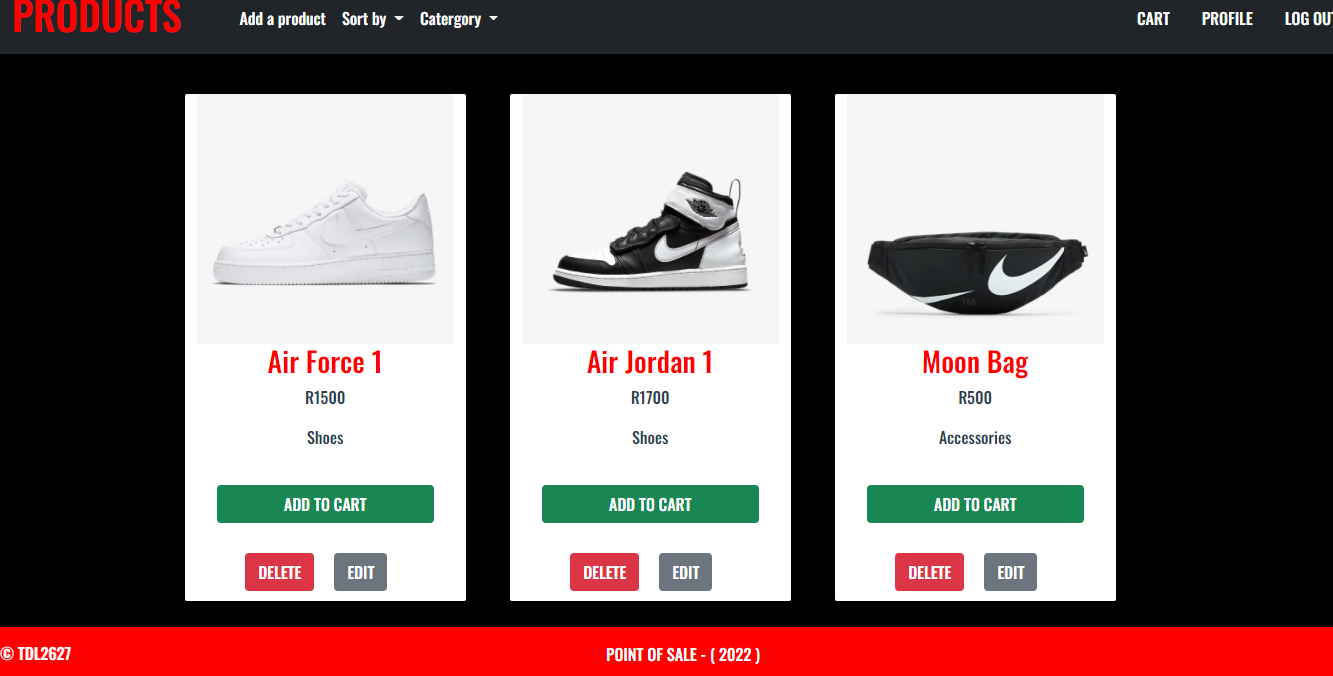 PRODUCTS Add a product Sort by Catergory CART PROFILE LOG OUT
Air Force 1
R1500
Shoes
ADD TO CART
DELETE EDIT
Air Jordan 1
R1700
Shoes
ADD TO CART
DELETE EDIT
TM
Moon Bag
R500
Accessories
ADD TO CART
DELETE EDIT
© TDL2627 POINT OF SALE - ( 2022 )